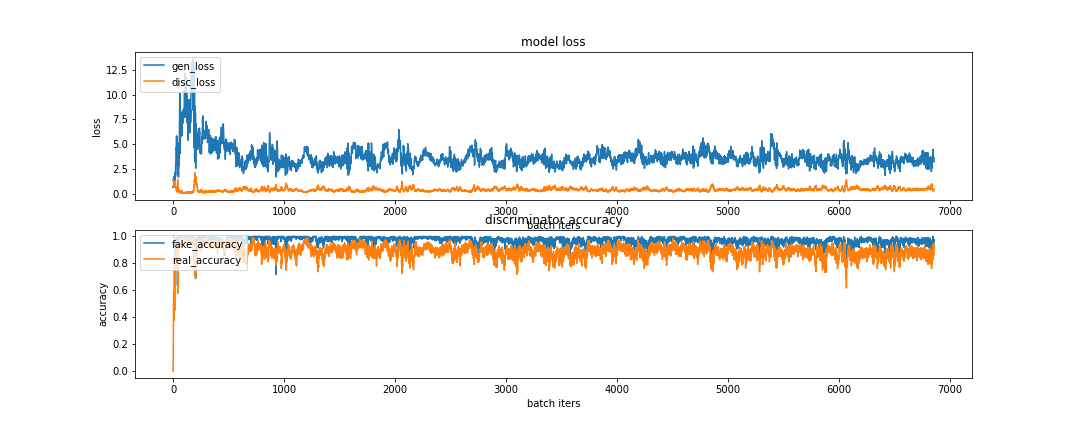 model loss
gen_loss
disc_loss
loss
12.5
10.0
7.5
5.0
2.5
0.0
0 1000 2000 3000 4000 5000 6000 7000
batch iters
discriminator accuracy
fake_accuracy
real_accuracy
accuracy
1.0
0.8
0.6
0.4
0.2
0.0
0 1000 2000 3000 4000 5000 6000 7000
batch iters